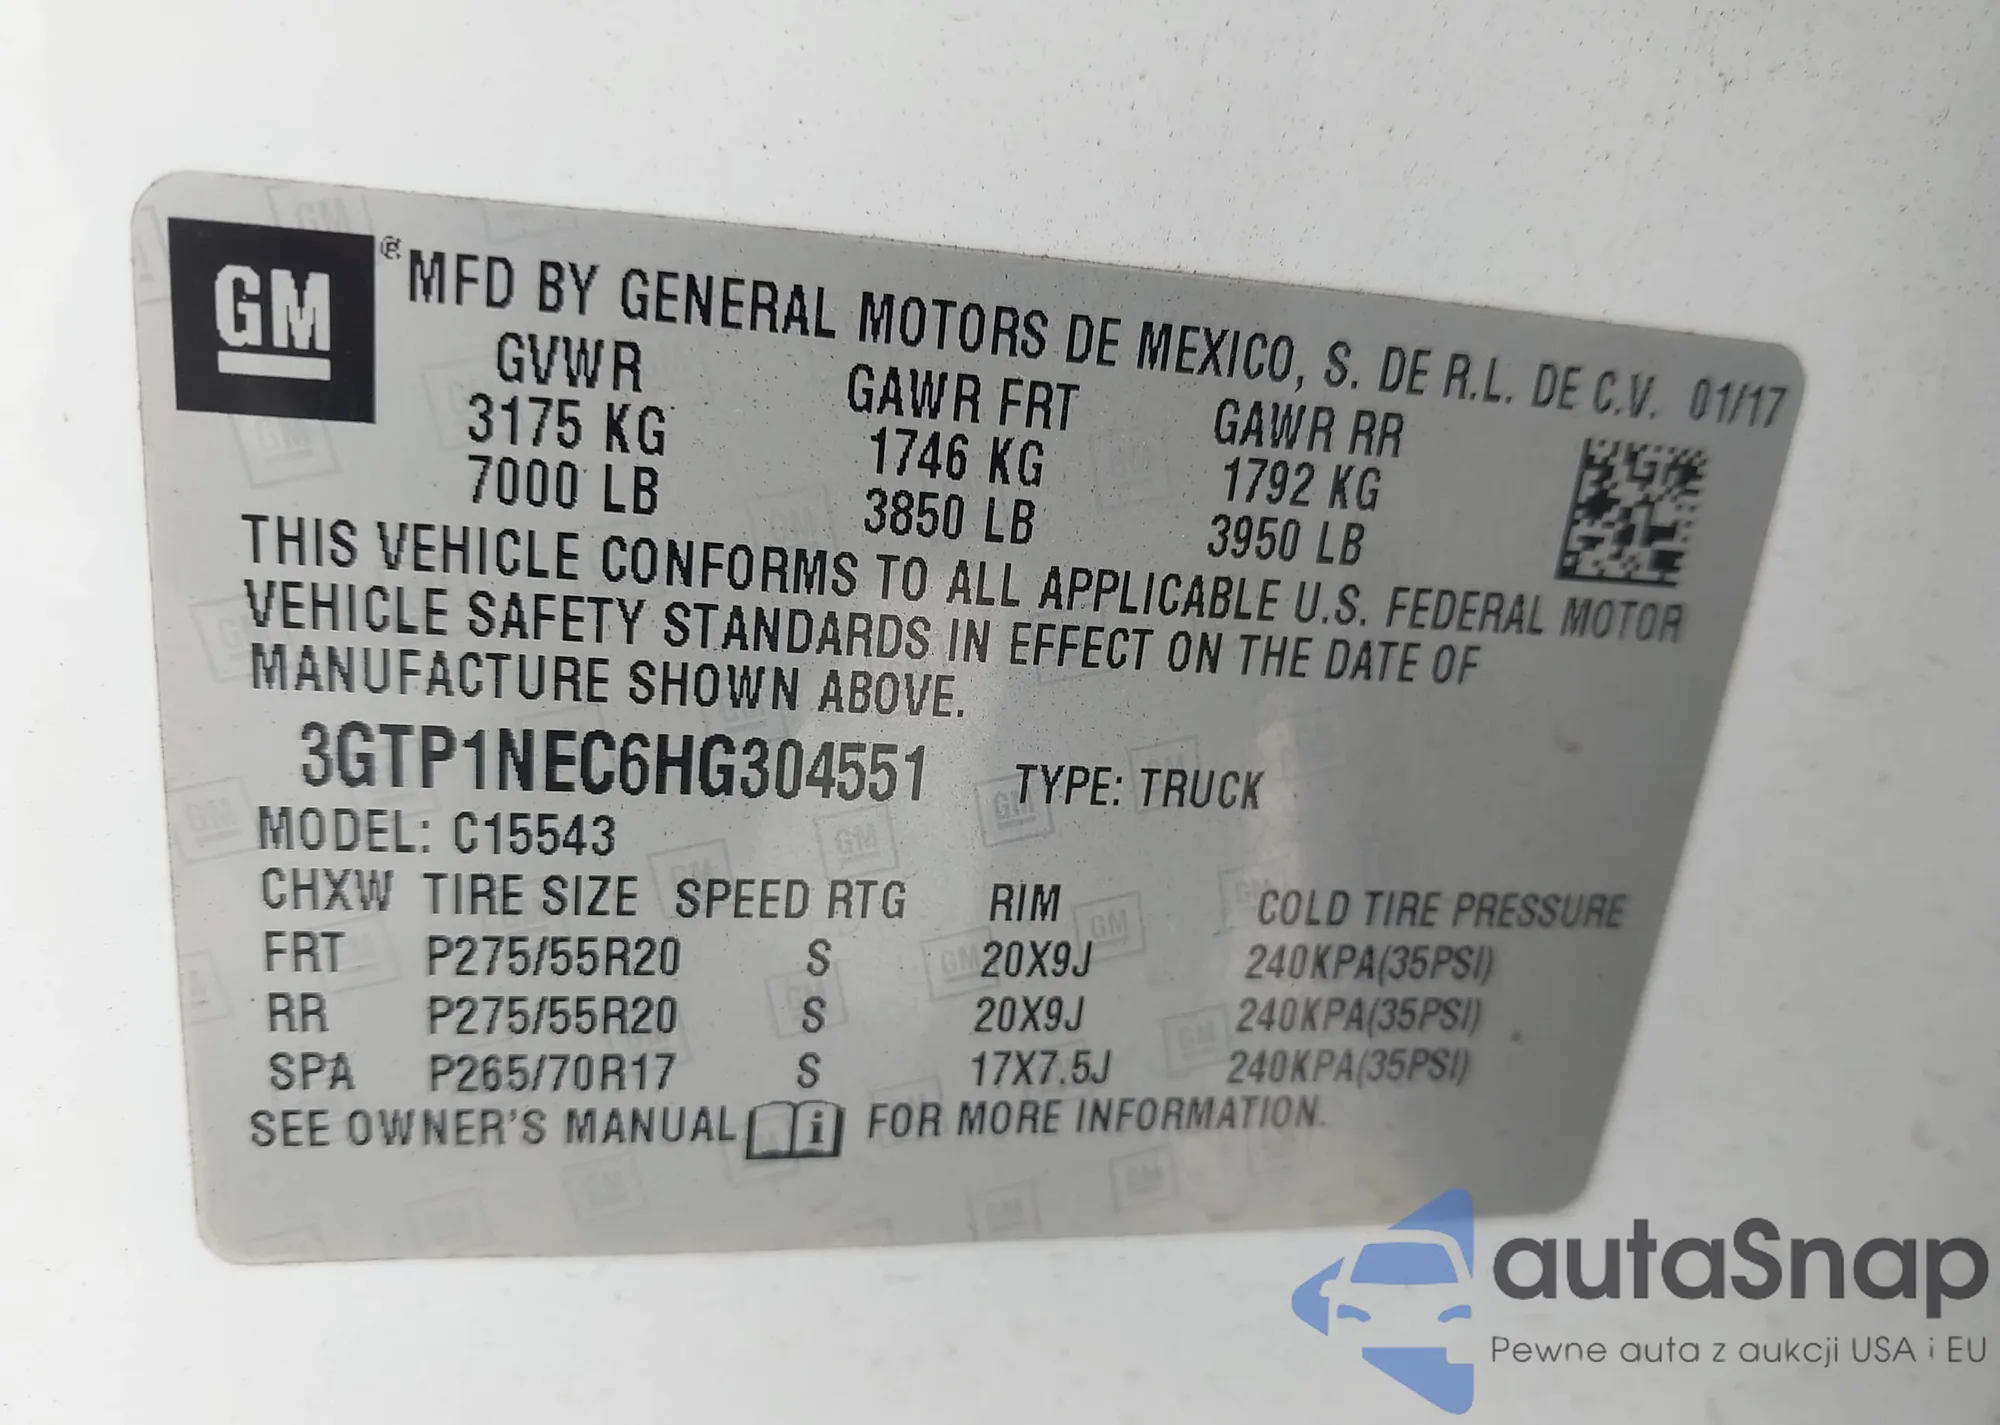 GM ® MFD BY GENERAL MOTORS DE MEXICO, S. DE R.L. DE C.V. 01/17
GVWR GAWR FRT GAWR RR
3175 KG 1746 KG 1792 KG
7000 LB 3850 LB 3950 LB
THIS VEHICLE CONFORMS TO ALL APPLICABLE U.S. FEDERAL MOTOR
VEHICLE SAFETY STANDARDS IN EFFECT ON THE DATE OF
MANUFACTURE SHOWN ABOVE.
3GTP1NEC6HG304551 TYPE: TRUCK
MODEL: C15543
CHXW TIRE SIZE SPEED RTG RIM COLD TIRE PRESSURE
FRT P275/55R20 S 20X9J 240KPA(35PSI)
RR P275/55R20 S 20X9J 240KPA(35PSI)
SPA P265/70R17 S 17X7.5J 240KPA(35PSI)
SEE OWNER'S MANUAL i FOR MORE INFORMATION.
autaSnap
Pewne auta z aukcji USA i EU